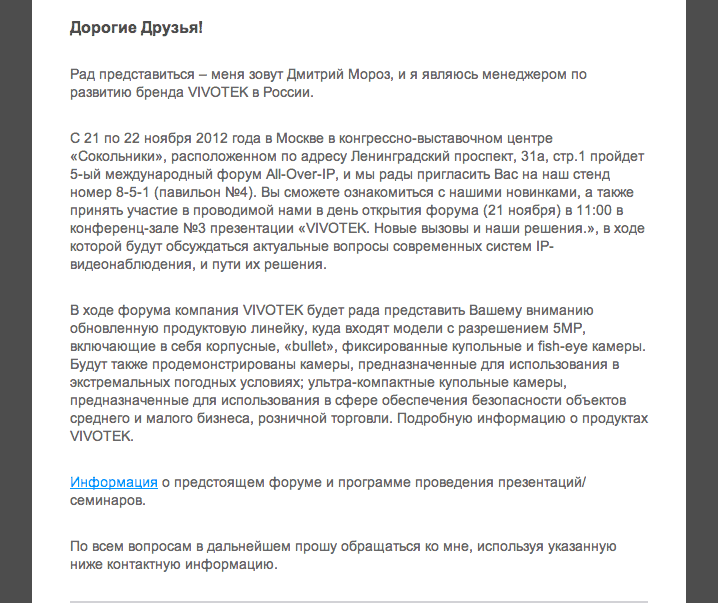 Дорогие Друзья!
Рад представиться – меня зовут Дмитрий Мороз, и я являюсь менеджером по
развитию бренда VIVOTEK в России.
С 21 по 22 ноября 2012 года в Москве в конгрессно-выставочном центре
«Сокольники», расположенном по адресу Ленинградский проспект, 31а, стр.1 пройдет
5-ый международный форум All-Over-IP, и мы рады пригласить Вас на наш стенд
номер 8-5-1 (павильон №4). Вы сможете ознакомиться с нашими новинками, а также
принять участие в проводимой нами в день открытия форума (21 ноября) в 11:00 в
конференц-зале №3 презентации «VIVOTEK. Новые вызовы и наши решения.», в ходе
которой будут обсуждаться актуальные вопросы современных систем IP-
видеонаблюдения, и пути их решения.
В ходе форума компания VIVOTEK будет рада представить Вашему вниманию
обновленную продуктовую линейку, куда входят модели с разрешением 5MP,
включающие в себя корпусные, «bullet», фиксированные купольные и fish-eye камеры.
Будут также продемонстрированы камеры, предназначенные для использования в
экстремальных погодных условиях; ультра-компактные купольные камеры,
предназначенные для использования в сфере обеспечения безопасности объектов
среднего и малого бизнеса, розничной торговли. Подробную информацию о продуктах
VIVOTEK.
Информация о предстоящем форуме и программе проведения презентаций/
семинаров.
По всем вопросам в дальнейшем прошу обращаться ко мне, используя указанную
ниже контактную информацию.